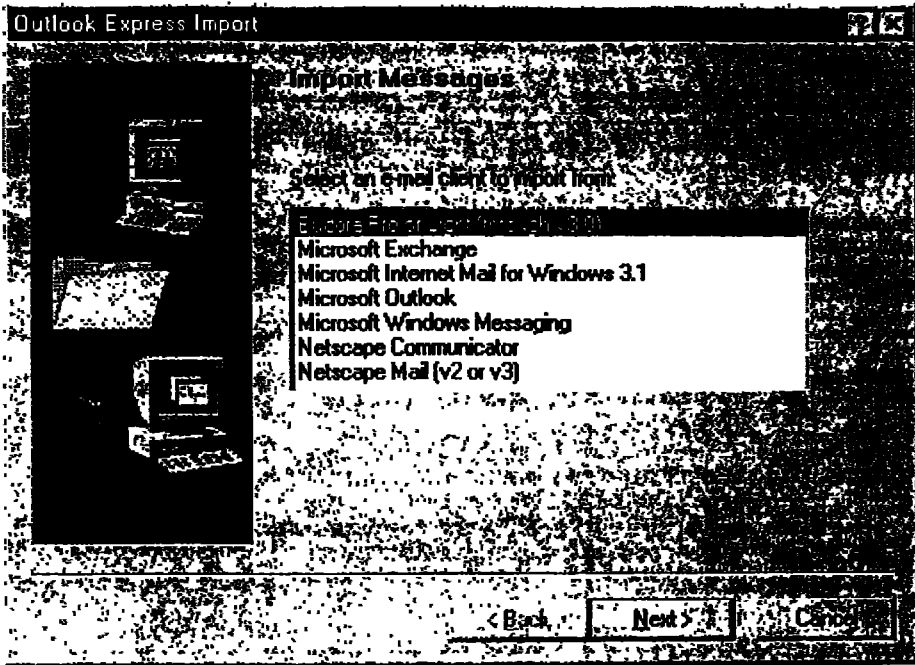 Outlook Express Import
Import Messages
Select an e-mail client to import from:
Microsoft Exchange
Microsoft Internet Mail for Windows 3.1
Microsoft Outlook
Microsoft Windows Messaging
Netscape Communicator
Netscape Mail (v2 or v3)
< Back
Next >
Cancel